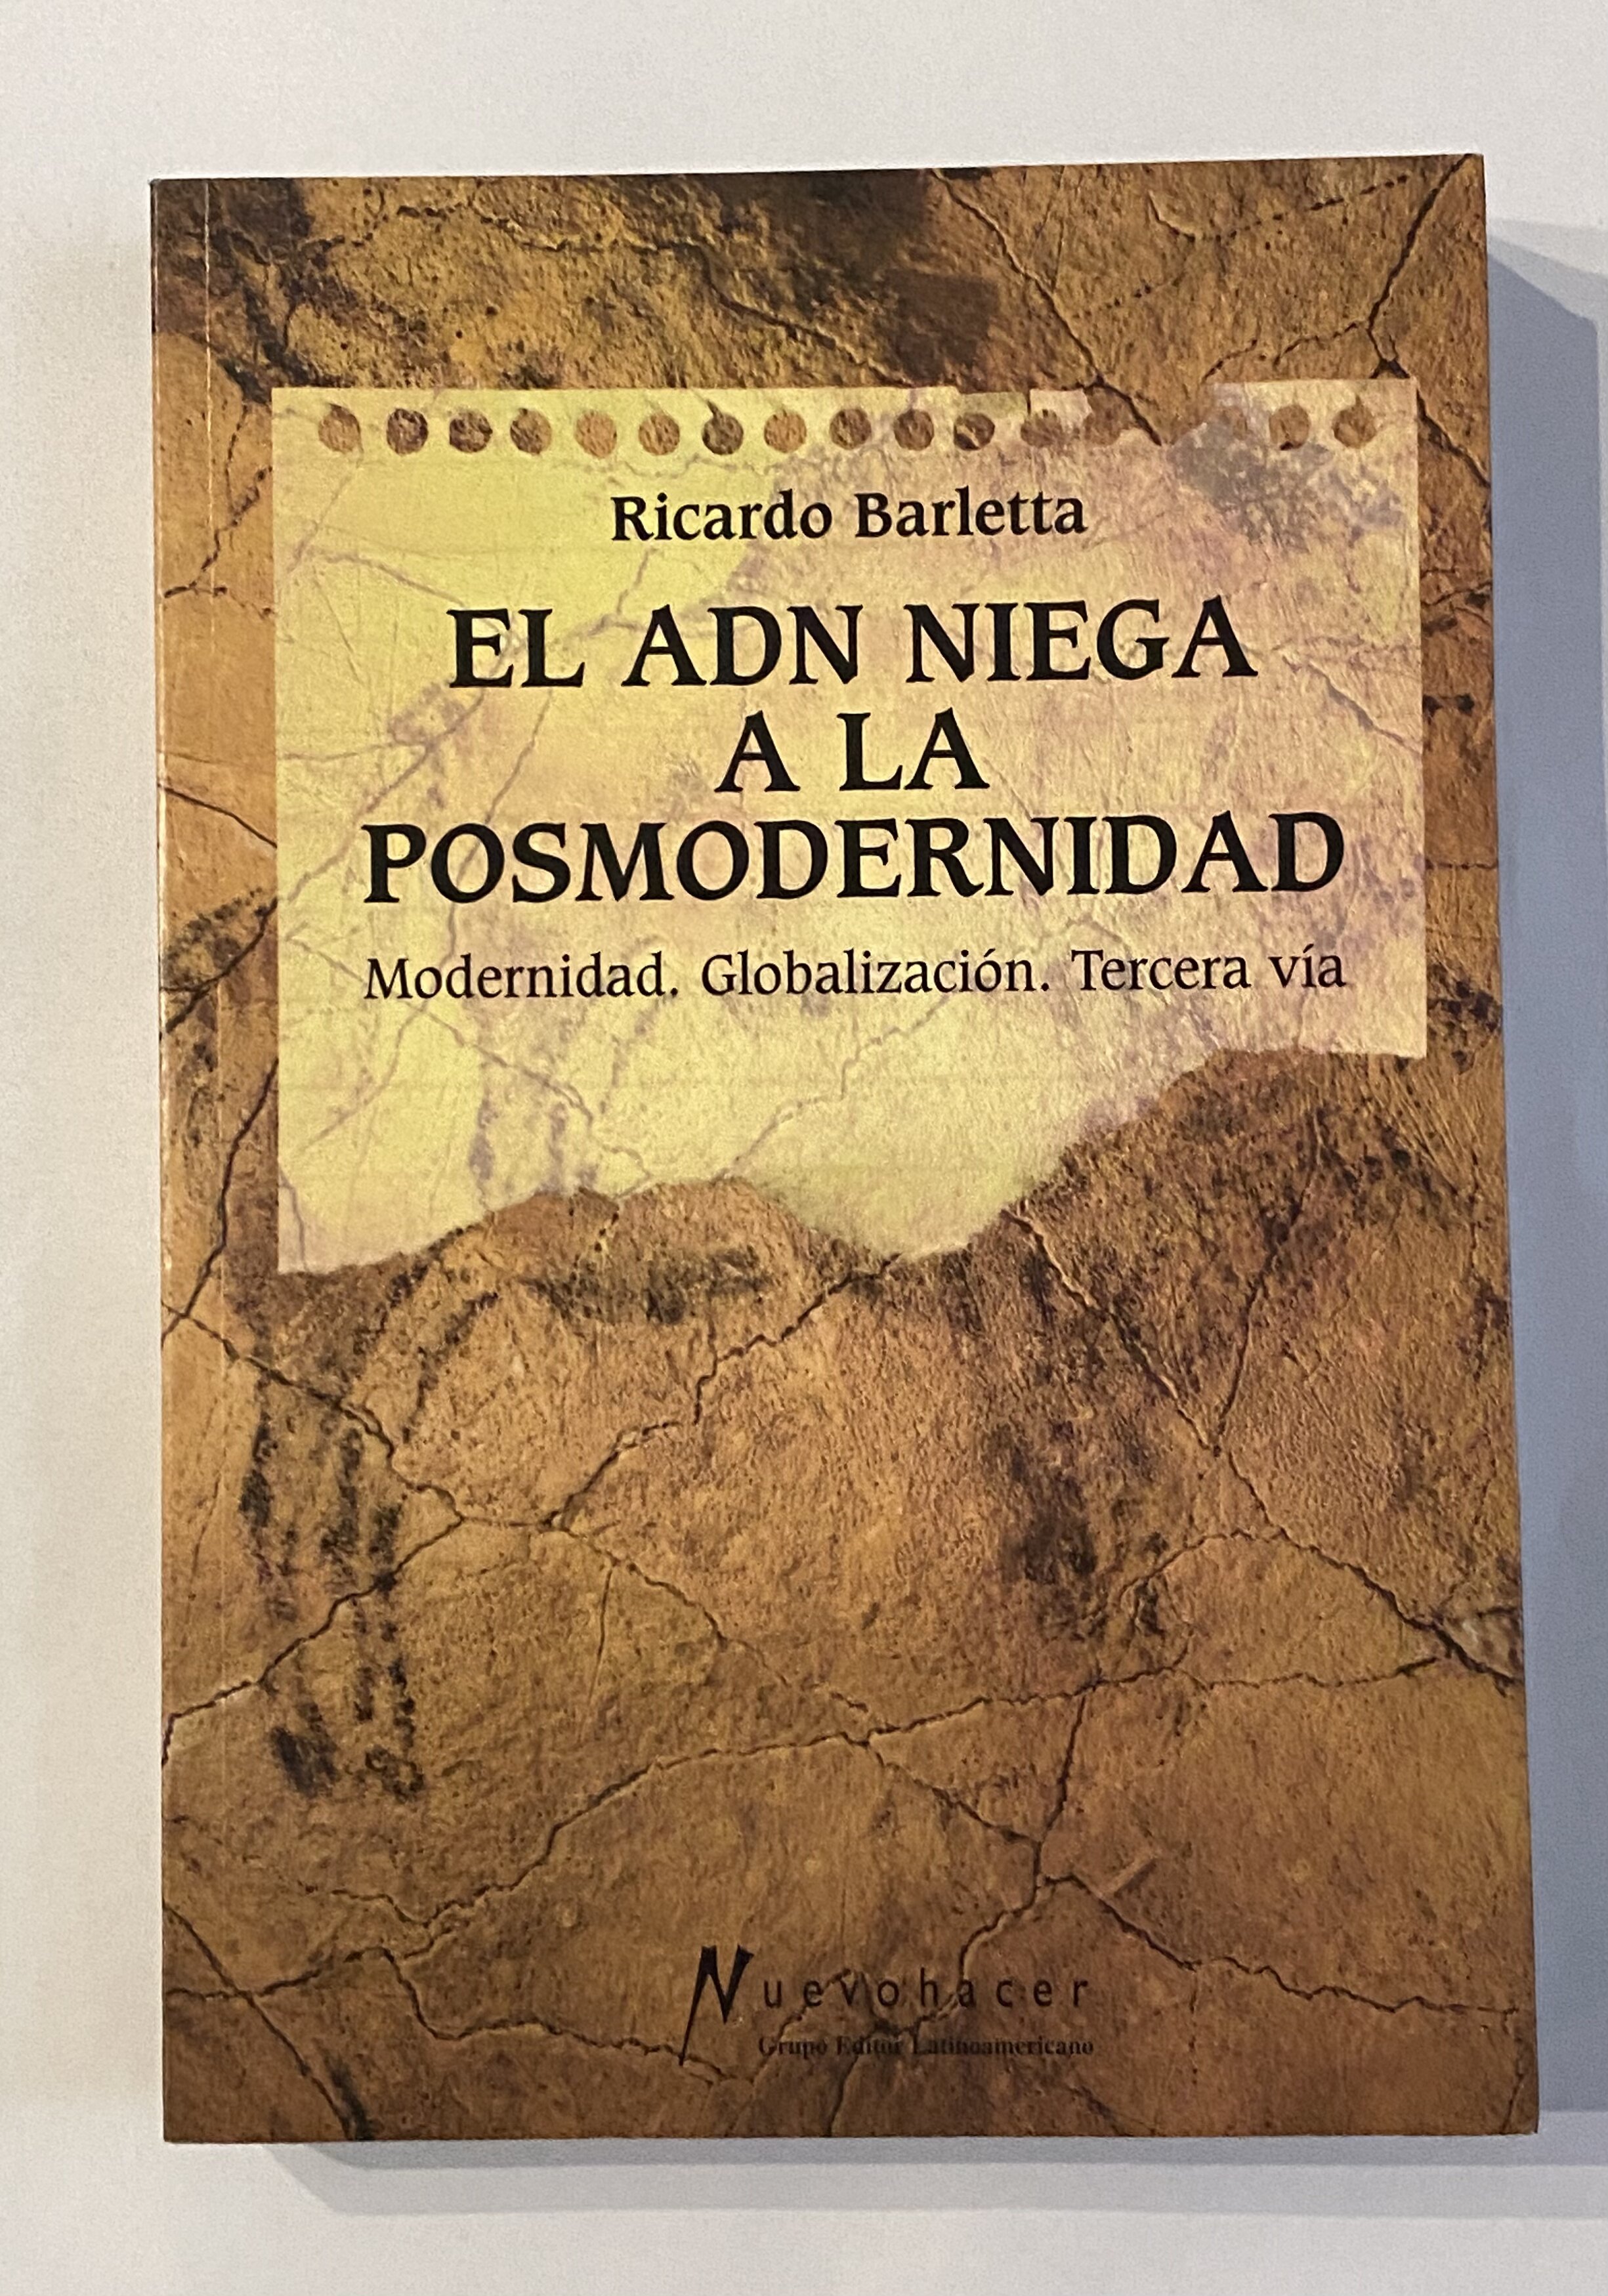 Ricardo Barletta
EL ADN NIEGA
A LA
POSMODERNIDAD
Modernidad. Globalización. Tercera vía
Nuevohacer
Grupo Editor Latinoamericano